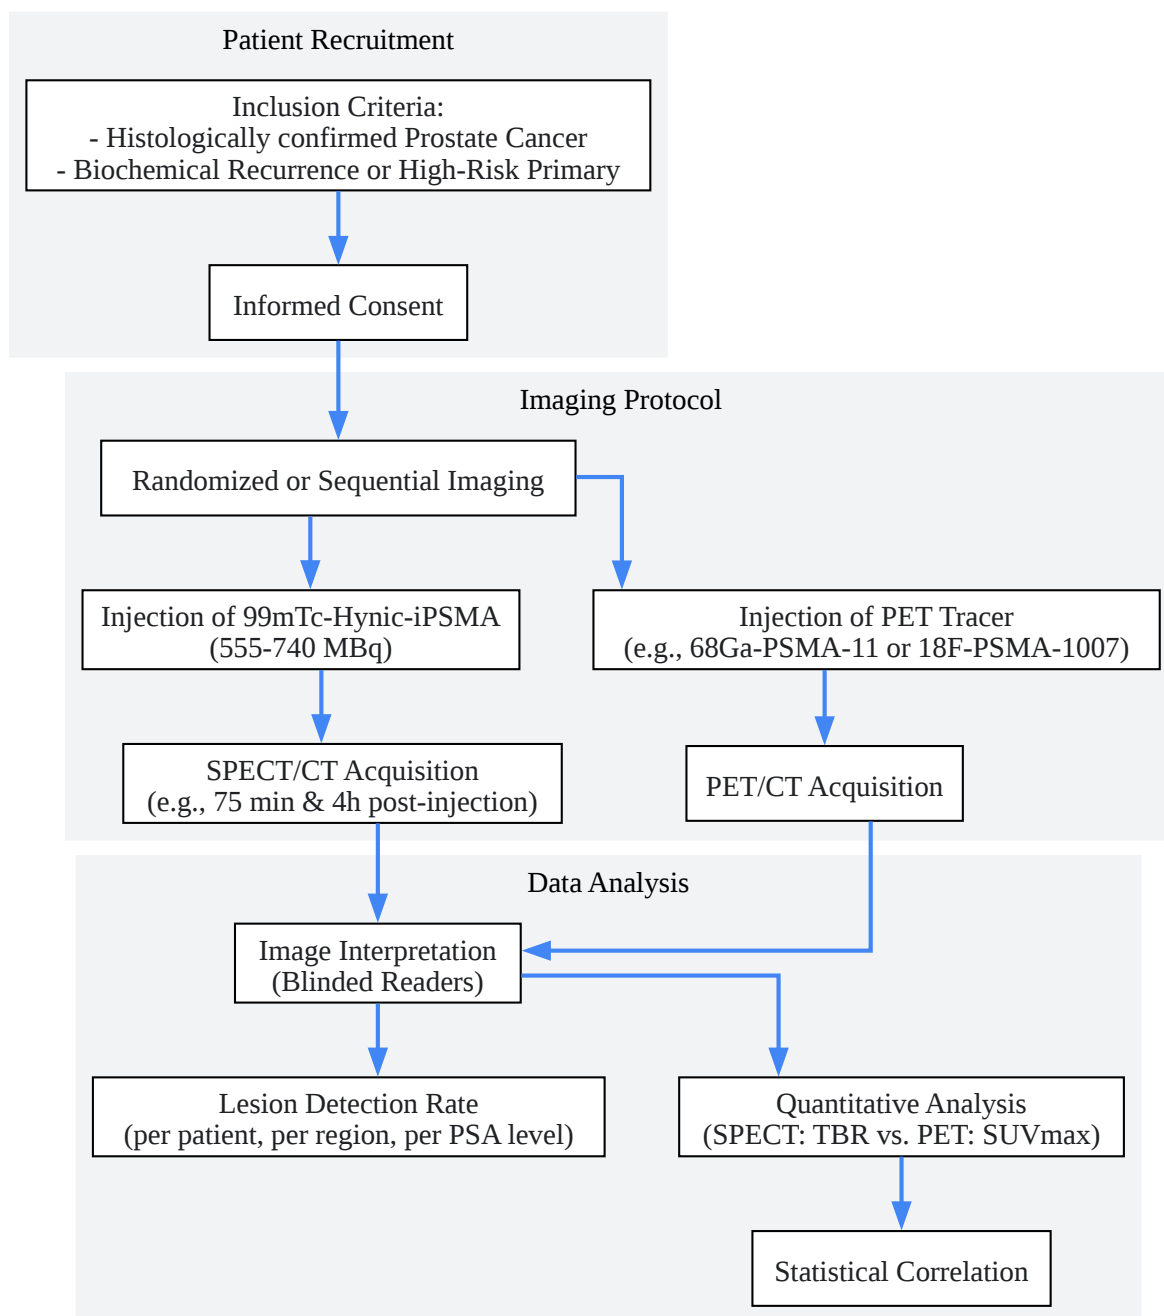 Patient Recruitment
Inclusion Criteria:
- Histologically confirmed Prostate Cancer
- Biochemical Recurrence or High-Risk Primary
Informed Consent
Imaging Protocol
Randomized or Sequential Imaging
Injection of 99mTc-Hynic-iPSMA
(555-740 MBq)
Injection of PET Tracer
(e.g., 68Ga-PSMA-11 or 18F-PSMA-1007)
SPECT/CT Acquisition
(e.g., 75 min & 4h post-injection)
PET/CT Acquisition
Data Analysis
Image Interpretation
(Blinded Readers)
Lesion Detection Rate
(per patient, per region, per PSA level)
Quantitative Analysis
(SPECT: TBR vs. PET: SUVmax)
Statistical Correlation